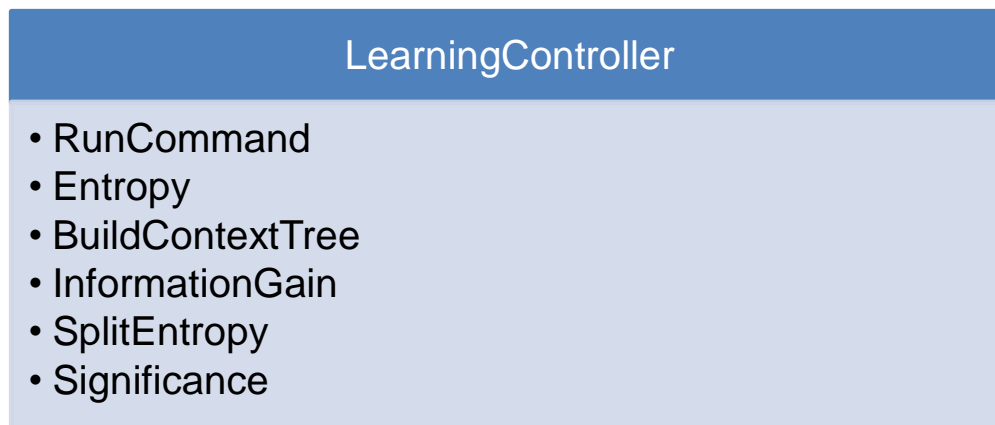 LearningController
• RunCommand
• Entropy
• BuildContextTree
• InformationGain
• SplitEntropy
• Significance